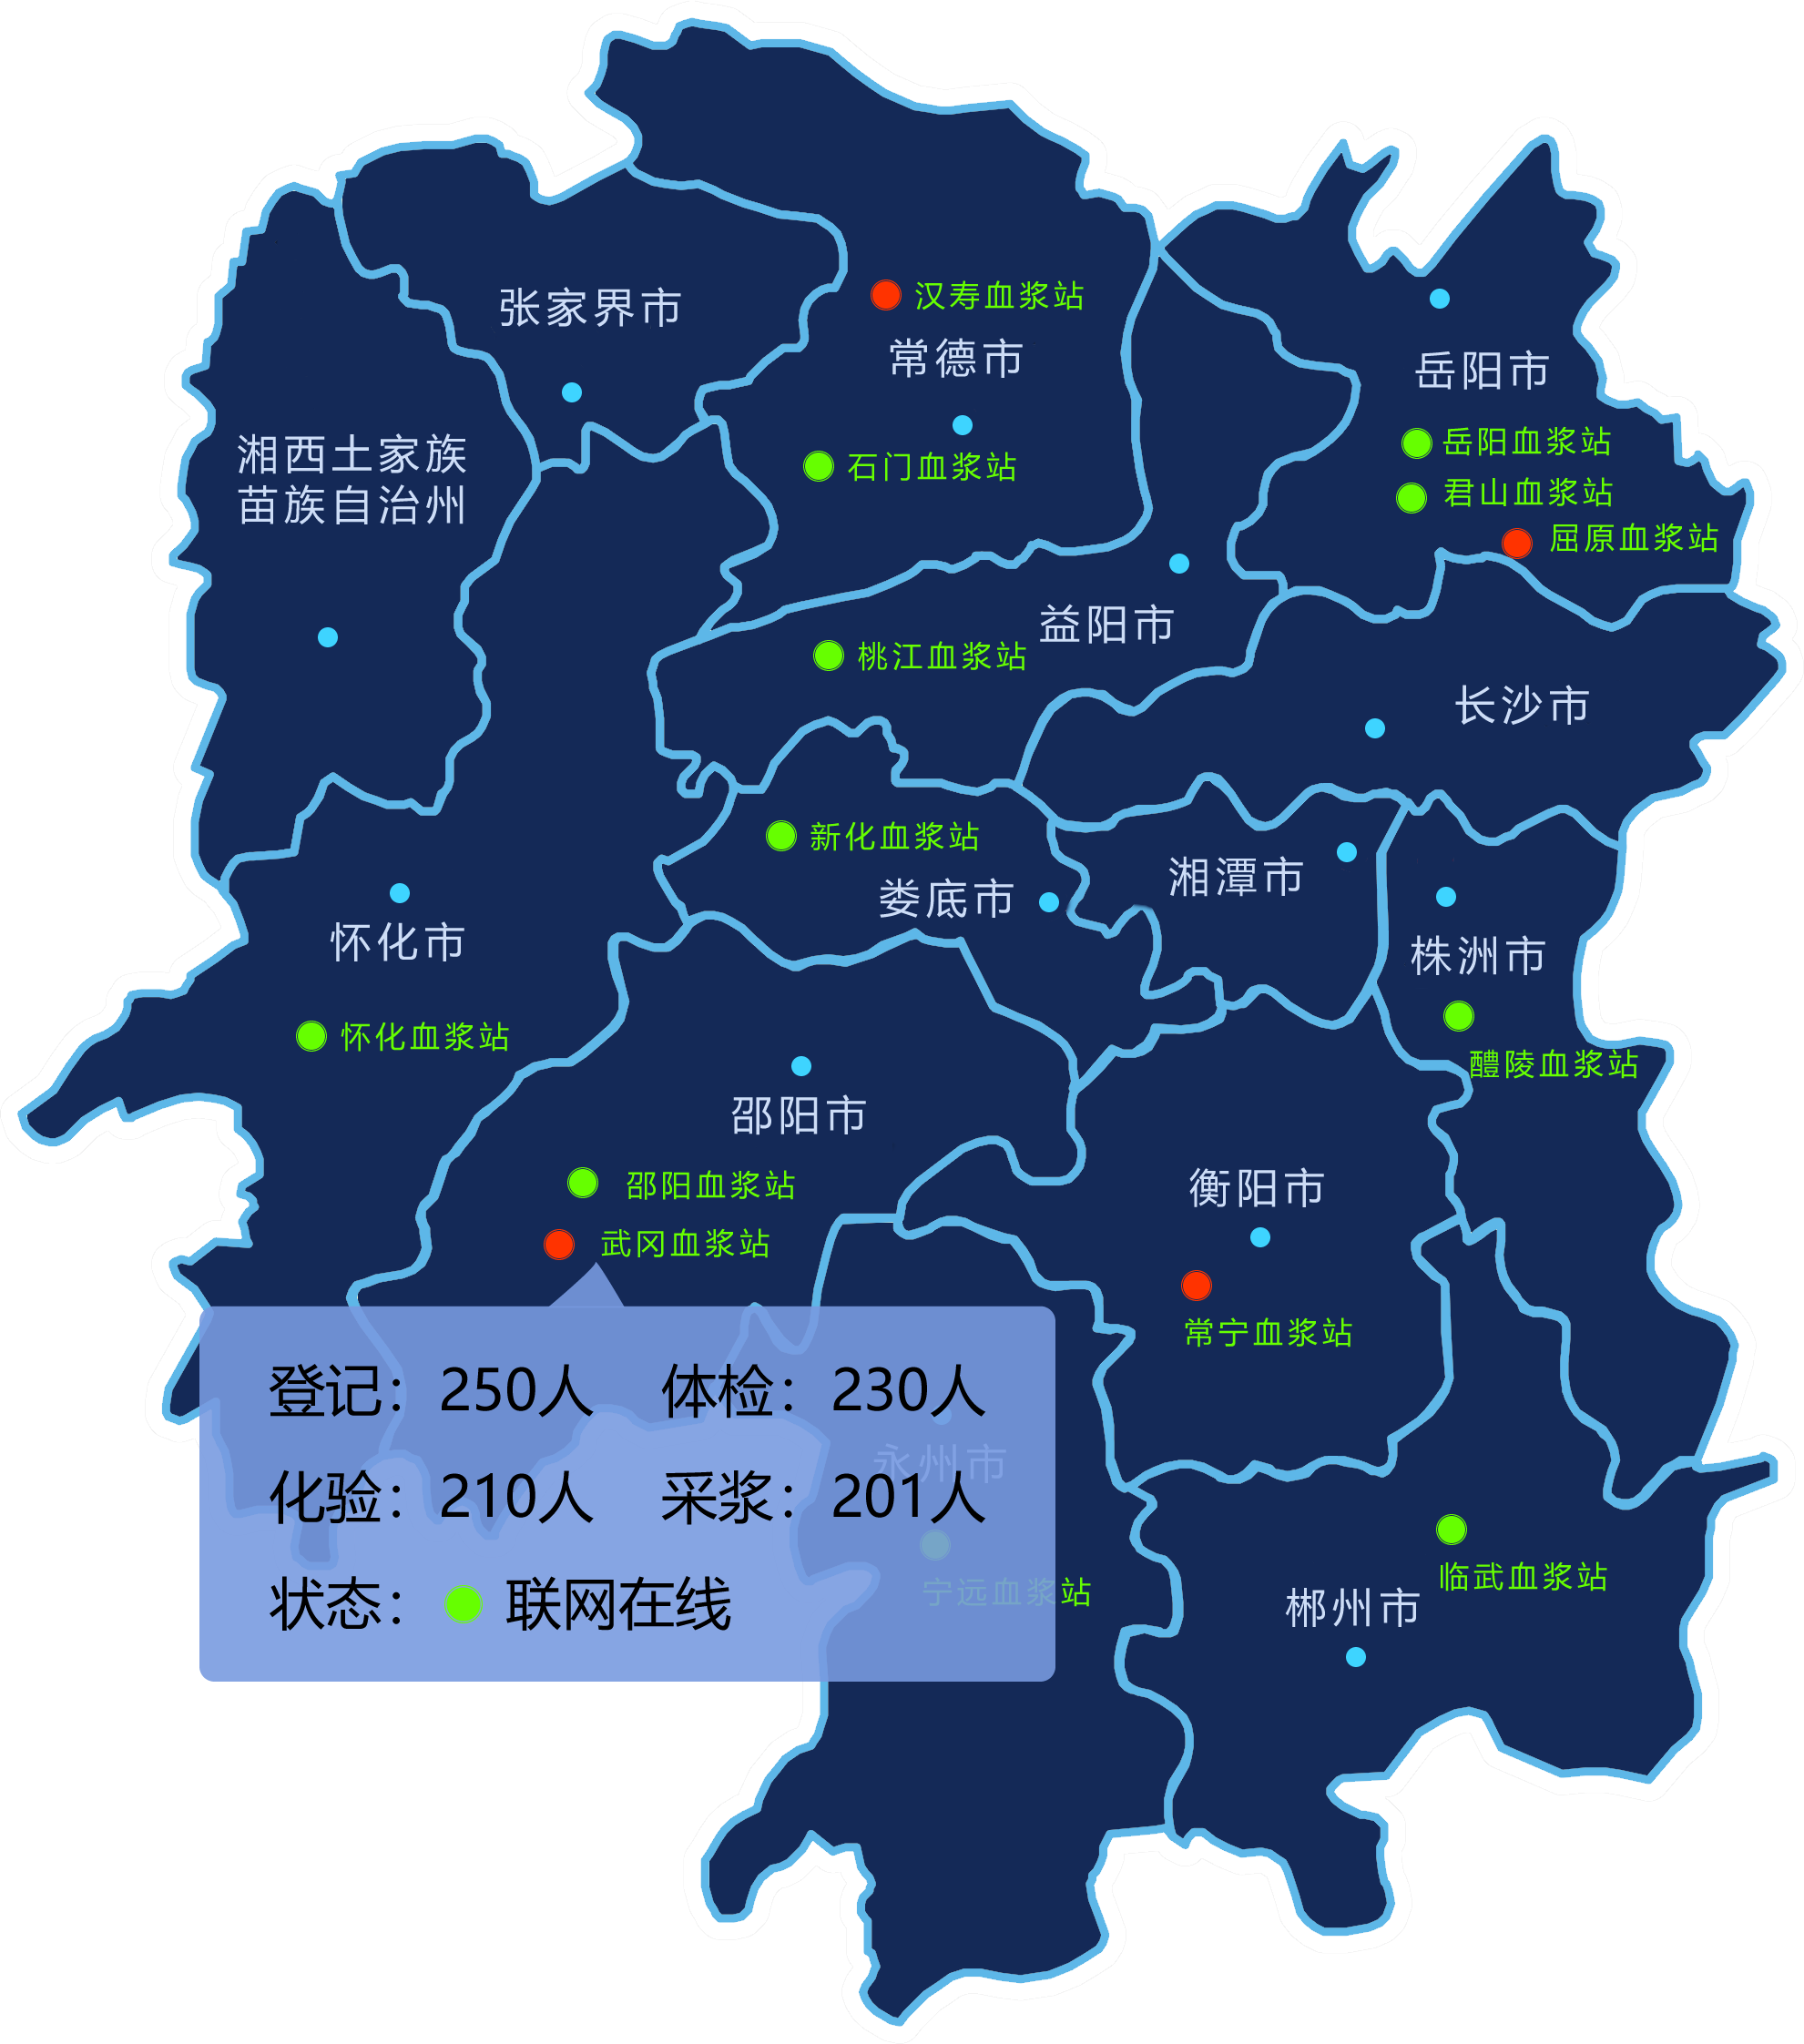 张家界市
汉寿血浆站
常德市
岳阳市
湘西土家族
苗族自治州
石门血浆站
岳阳血浆站
君山血浆站
屈原血浆站
益阳市
桃江血浆站
长沙市
新化血浆站
娄底市
湘潭市
怀化市
株洲市
怀化血浆站
醴陵血浆站
邵阳市
邵阳血浆站
衡阳市
武冈血浆站
常宁血浆站
登记：250人 体检：230人
永州市
化验：210人 采浆：201人
宁远血浆站
状态： 联网在线
临武血浆站
郴州市